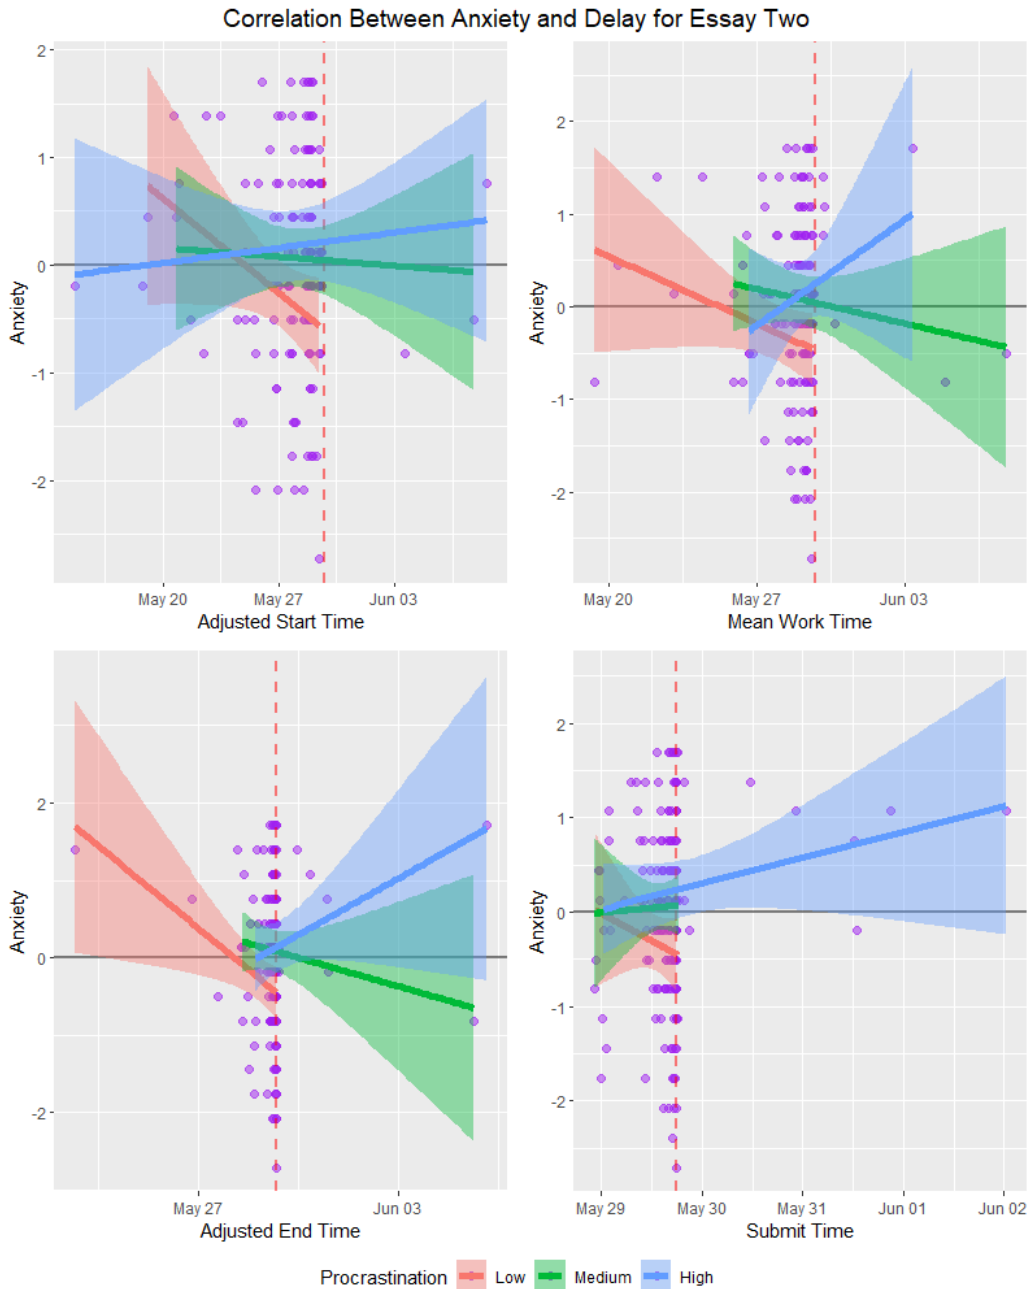 Correlation Between Anxiety and Delay for Essay Two
2
1
0
-1
-2
Anxiety
May 20
May 27
Jun 03
Adjusted Start Time
2
1
0
-1
-2
Anxiety
May 20
May 27
Jun 03
Mean Work Time
2
0
-2
Anxiety
May 27
Jun 03
Adjusted End Time
2
1
0
-1
-2
Anxiety
May 29
May 30
May 31
Jun 01
Jun 02
Submit Time
Procrastination
Low
Medium
High